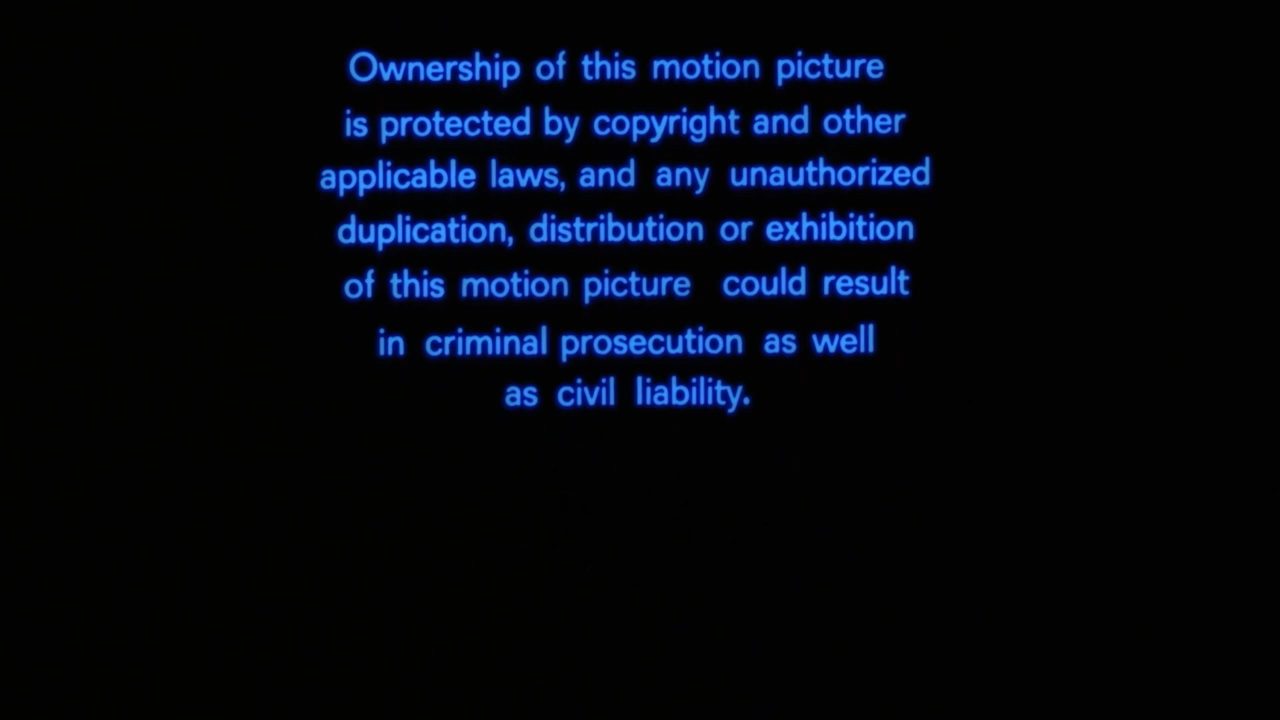 Ownership of this motion picture
is protected by copyright and other
applicable laws, and any unauthorized
duplication, distribution or exhibition
of this motion picture could result
in criminal prosecution as well
as civil liability.